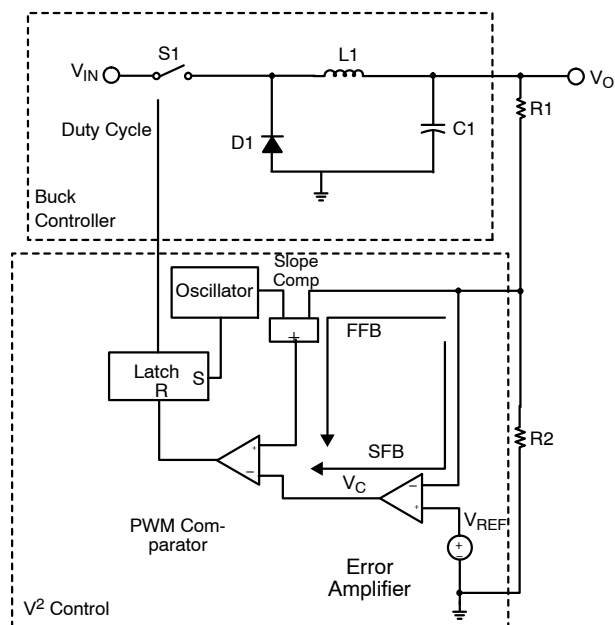 S1
L1
V_IN
V_O
R1
Duty Cycle
D1
C1
Buck
Controller
Slope
Comp
Oscillator
+
FFB
Latch
S
R
R2
+
−
SFB
V_C
−
+
V_REF
PWM Com-
parator
+
−
Error
Amplifier
V² Control